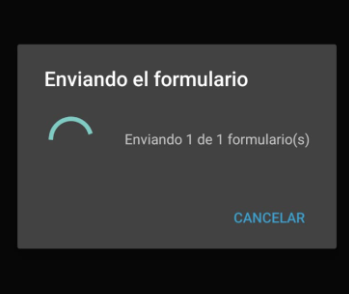 Enviando el formulario
Enviando 1 de 1 formulario(s)
CANCELAR